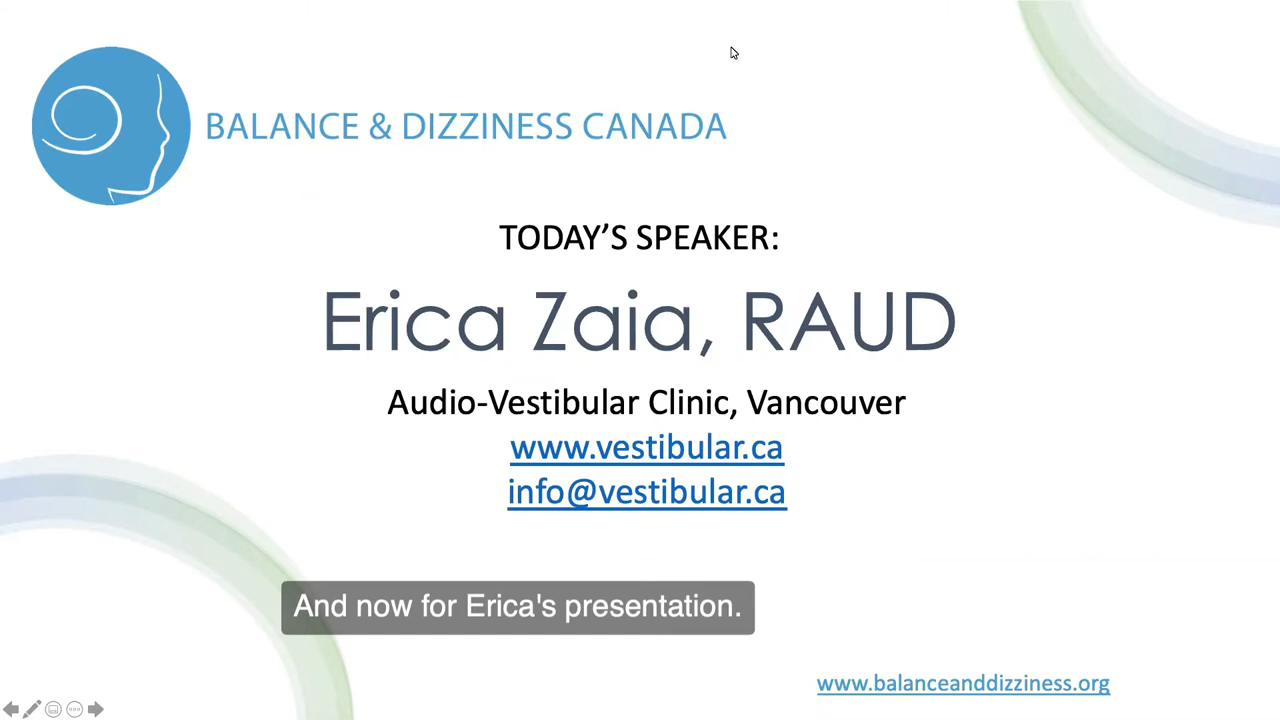 BALANCE & DIZZINESS CANADA
TODAY’S SPEAKER:
Erica Zaia, RAUD
Audio-Vestibular Clinic, Vancouver
www.vestibular.ca
info@vestibular.ca
And now for Erica's presentation.
www.balanceanddizziness.org